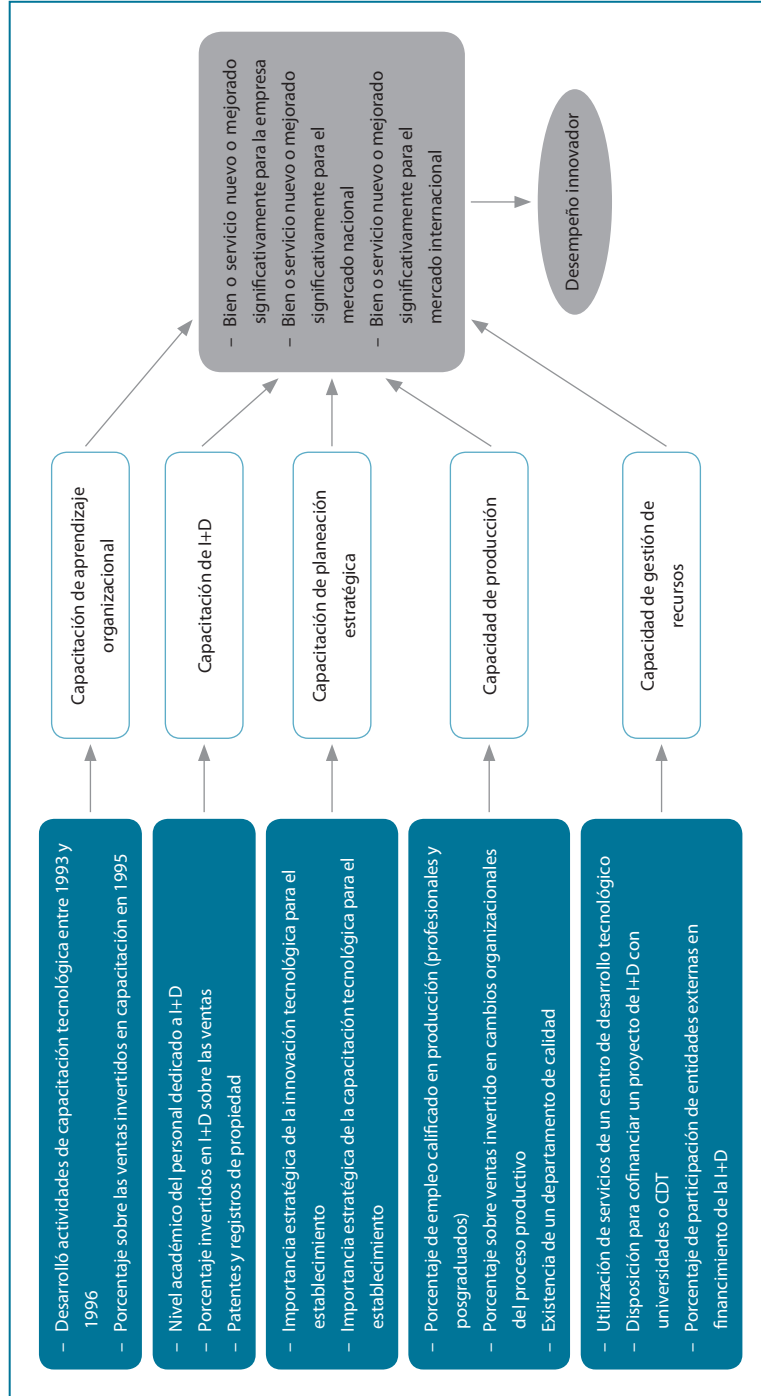 – Desarrolló actividades de capacitación tecnológica entre 1993 y
1996
– Porcentaje sobre las ventas invertidos en capacitación en 1995
– Nivel académico del personal dedicado a I+D
– Porcentaje invertidos en I+D sobre las ventas
– Patentes y registros de propiedad
– Importancia estratégica de la innovación tecnológica para el
establecimiento
– Importancia estratégica de la capacitación tecnológica para el
establecimiento
– Porcentaje de empleo calificado en producción (profesionales y
posgraduados)
– Porcentaje sobre ventas invertido en cambios organizacionales
del proceso productivo
– Existencia de un departamento de calidad
– Utilización de servicios de un centro de desarrollo tecnológico
– Disposición para cofinanciar un proyecto de I+D con
universidades o CDT
– Porcentaje de participación de entidades externas en
financimiento de la I+D
Capacitación de aprendizaje
organizacional
Capacitación de I+D
Capacitación de planeación
estratégica
Capacidad de producción
Capacidad de gestión de
recursos
– Bien o servicio nuevo o mejorado
significativamente para la empresa
– Bien o servicio nuevo o mejorado
significativamente para el
mercado nacional
– Bien o servicio nuevo o mejorado
significativamente para el
mercado internacional
Desempeño innovador